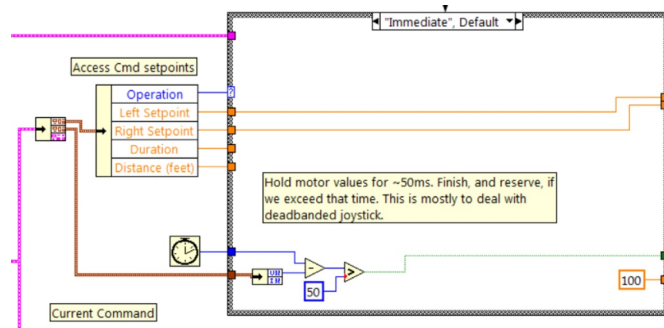 "Immediate", Default
Access Cmd setpoints
Operation
Left Setpoint
Right Setpoint
Duration
Distance (feet)
?
Hold motor values for ~50ms. Finish, and reserve, if
we exceed that time. This is mostly to deal with
deadbanded joystick.
-
>
50
100
Current Command